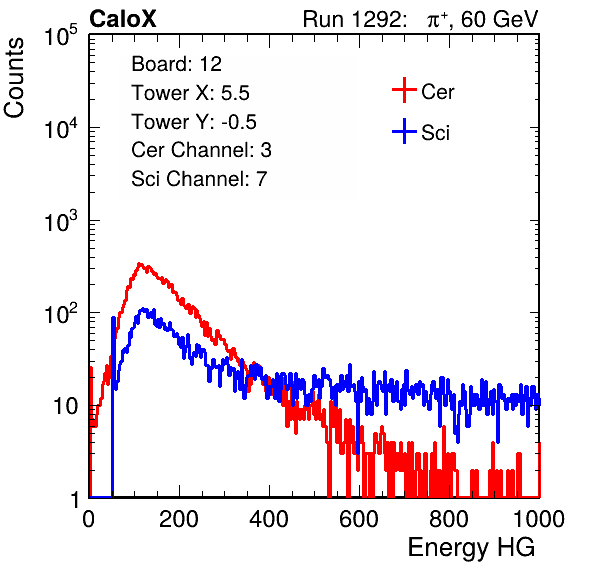 CaloX Run 1292: π⁺, 60 GeV
Counts
Board: 12
Tower X: 5.5
Tower Y: -0.5
Cer Channel: 3
Sci Channel: 7
Cer
Sci
10⁵
10⁴
10³
10²
10
1
0 200 400 600 800 1000
Energy HG